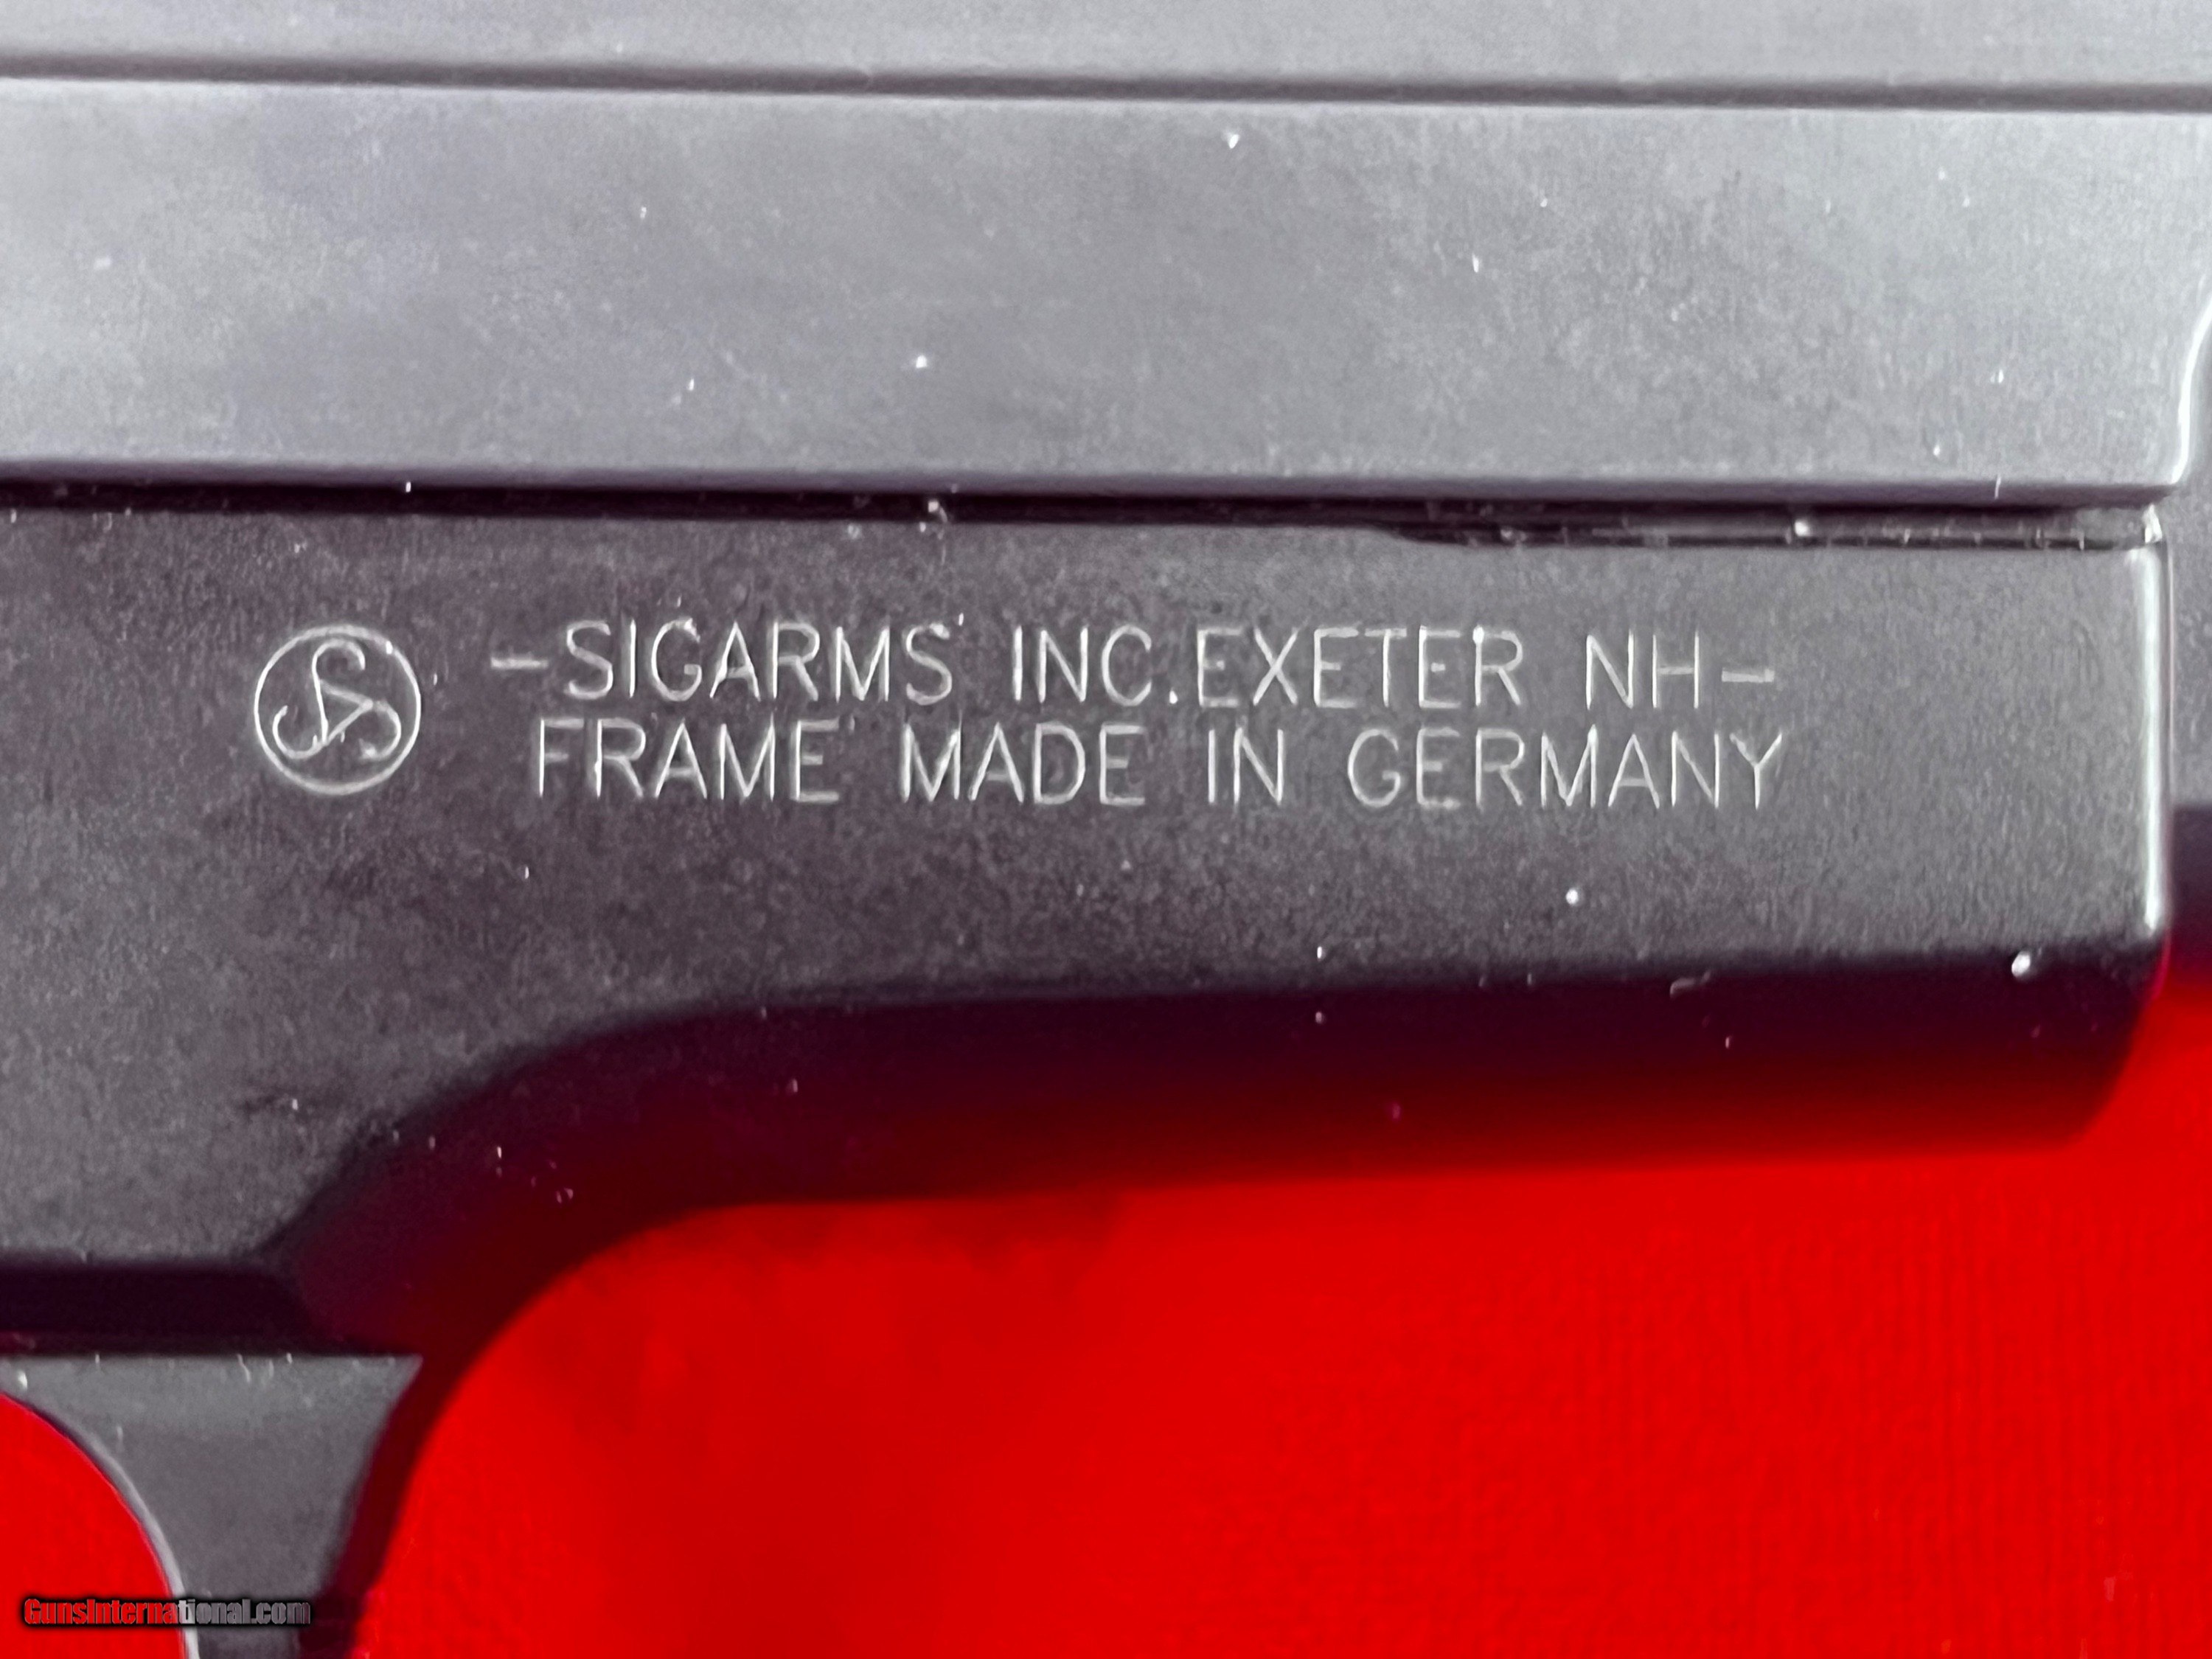 -SIGARMS INC.EXETER NH-
FRAME MADE IN GERMANY
GunsInternational.com